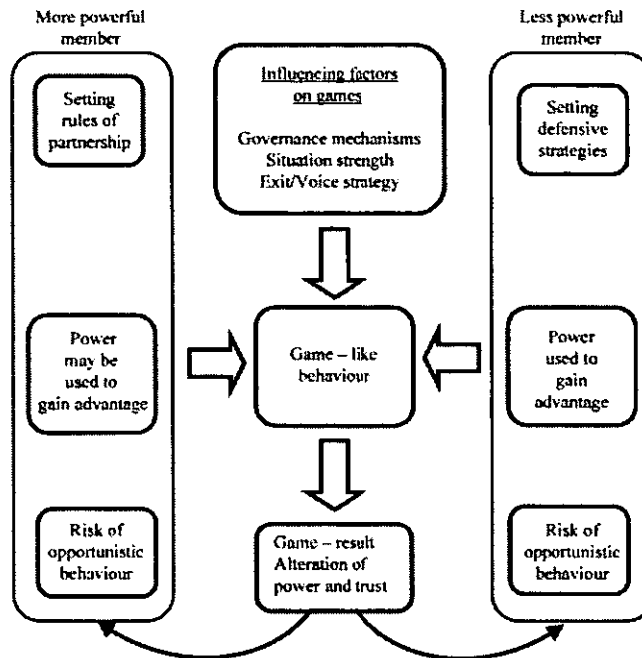 More powerful
member
Setting
rules of
partnership
Power
may be
used to
gain advantage
Risk of
opportunistic
behaviour
Influencing factors
on games
Governance mechanisms
Situation strength
Exit/Voice strategy
Game – like
behaviour
Game – result
Alteration of
power and trust
Less powerful
member
Setting
defensive
strategies
Power
used to
gain
advantage
Risk of
opportunistic
behaviour